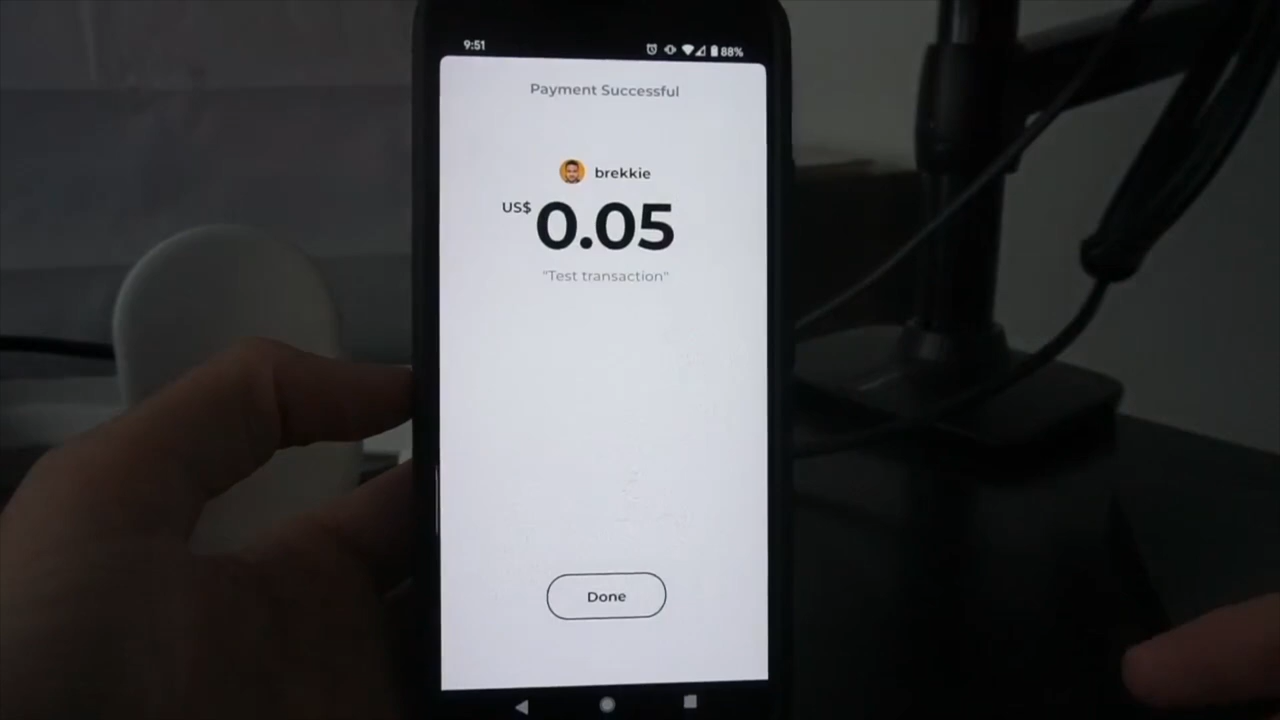 9:51
88%
Payment Successful
brekkie
US$ 0.05
"Test transaction"
Done